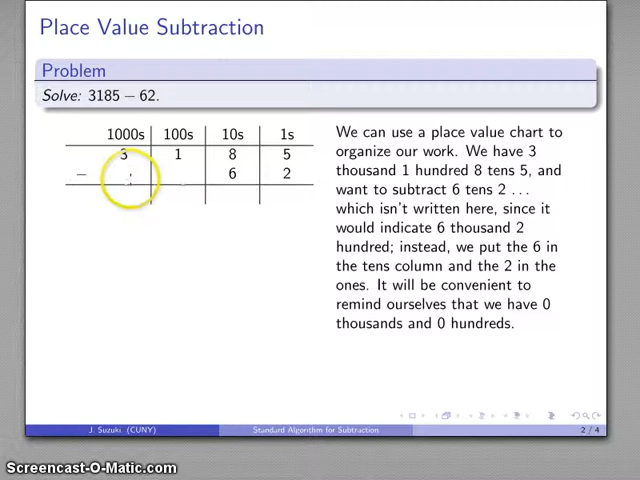 Place Value Subtraction
Problem
Solve: 3185 − 62.
1000s 100s 10s 1s
3 1 8 5
− 6 2
We can use a place value chart to
organize our work. We have 3
thousand 1 hundred 8 tens 5, and
want to subtract 6 tens 2 . . .
which isn't written here, since it
would indicate 6 thousand 2
hundred; instead, we put the 6 in
the tens column and the 2 in the
ones. It will be convenient to
remind ourselves that we have 0
thousands and 0 hundreds.
J. Suzuki (CUNY) Standard Algorithm for Subtraction 2 / 4
Screencast-O-Matic.com